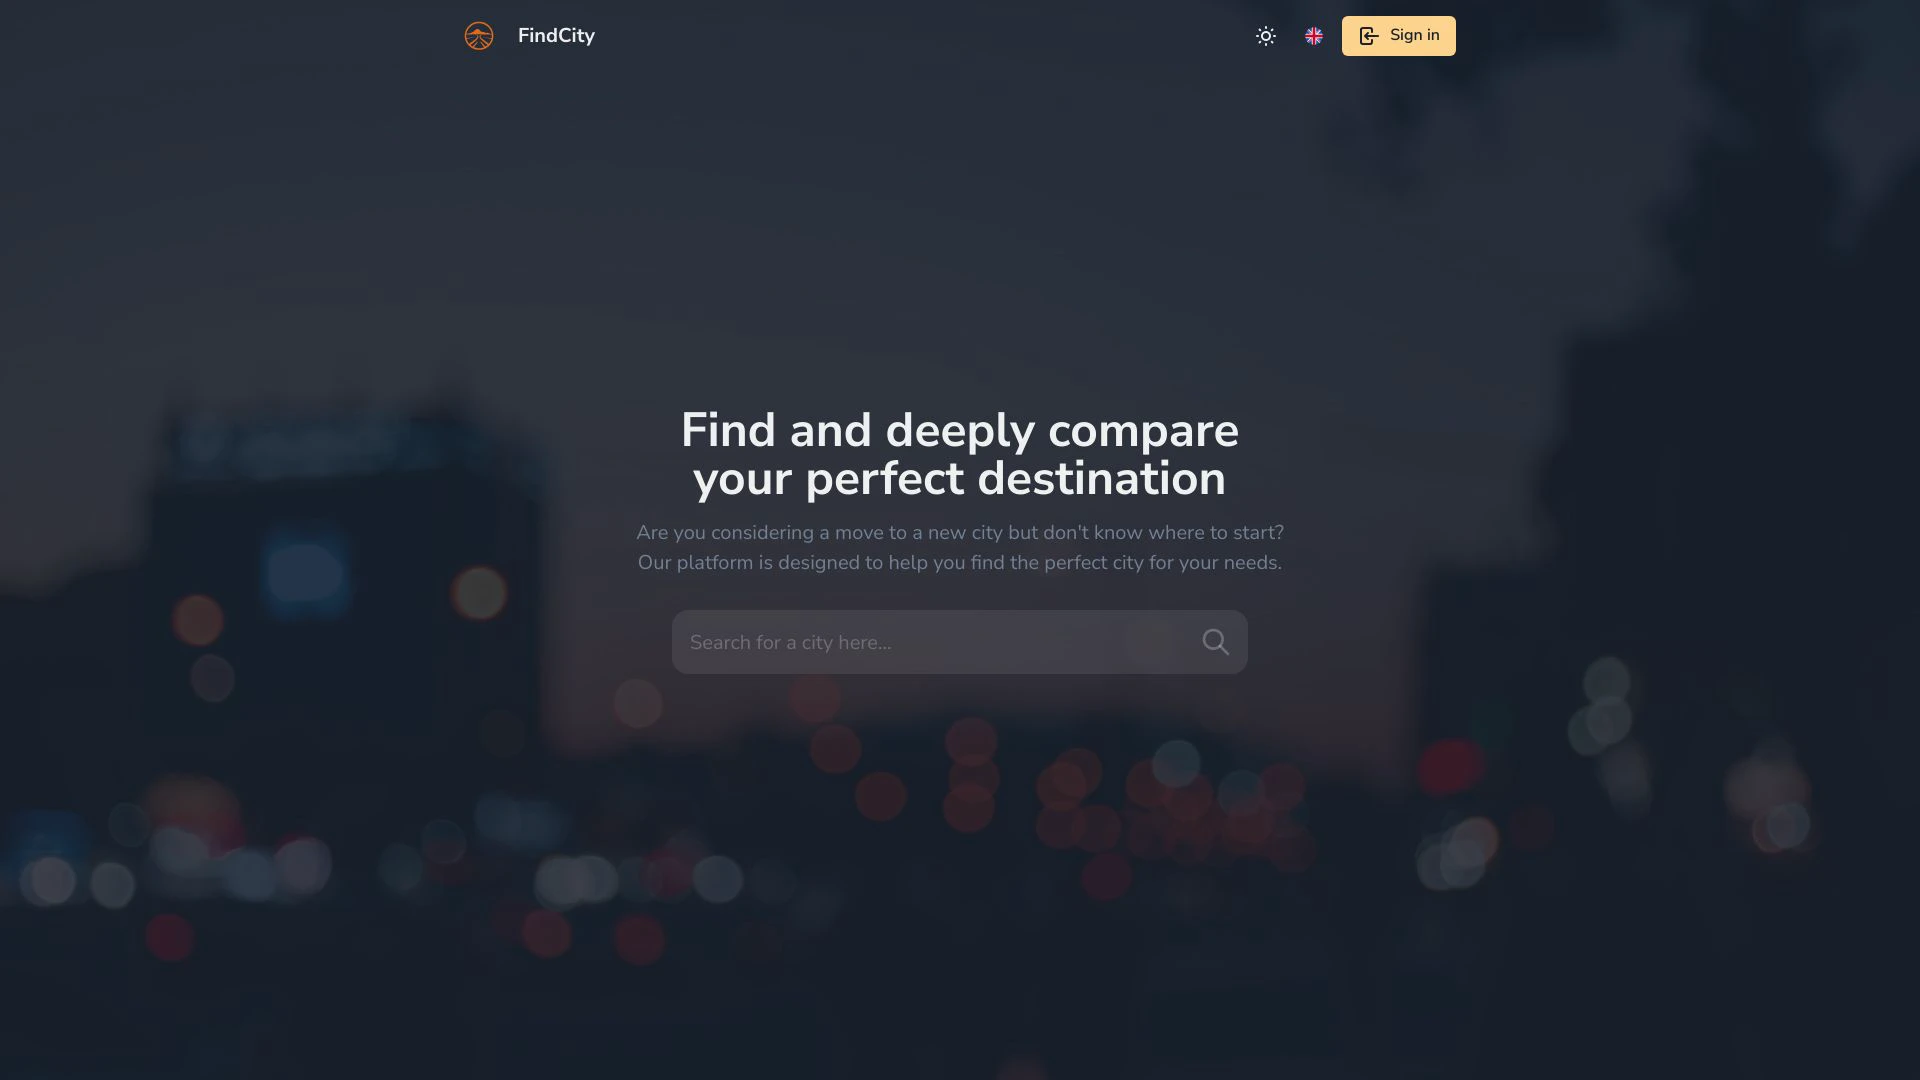 FindCity
Sign in
Find and deeply compare
your perfect destination
Are you considering a move to a new city but don't know where to start?
Our platform is designed to help you find the perfect city for your needs.
Search for a city here...